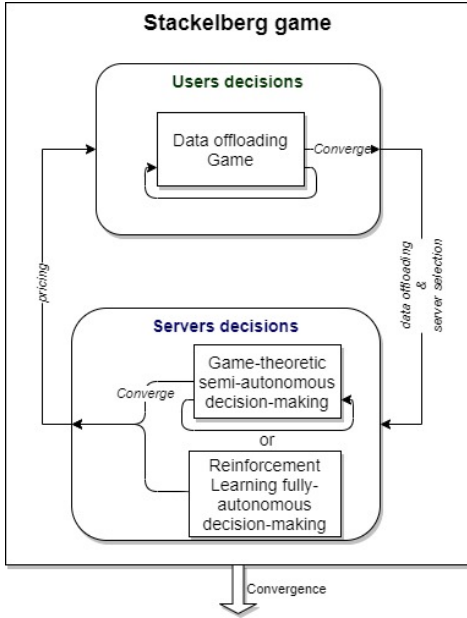 Stackelberg game
Users decisions
Data offloading
Game
Converge
pricing
data offloading
&
server selection
Servers decisions
Game-theoretic
semi-autonomous
decision-making
Converge
or
Reinforcement
Learning fully-
autonomous
decision-making
Convergence